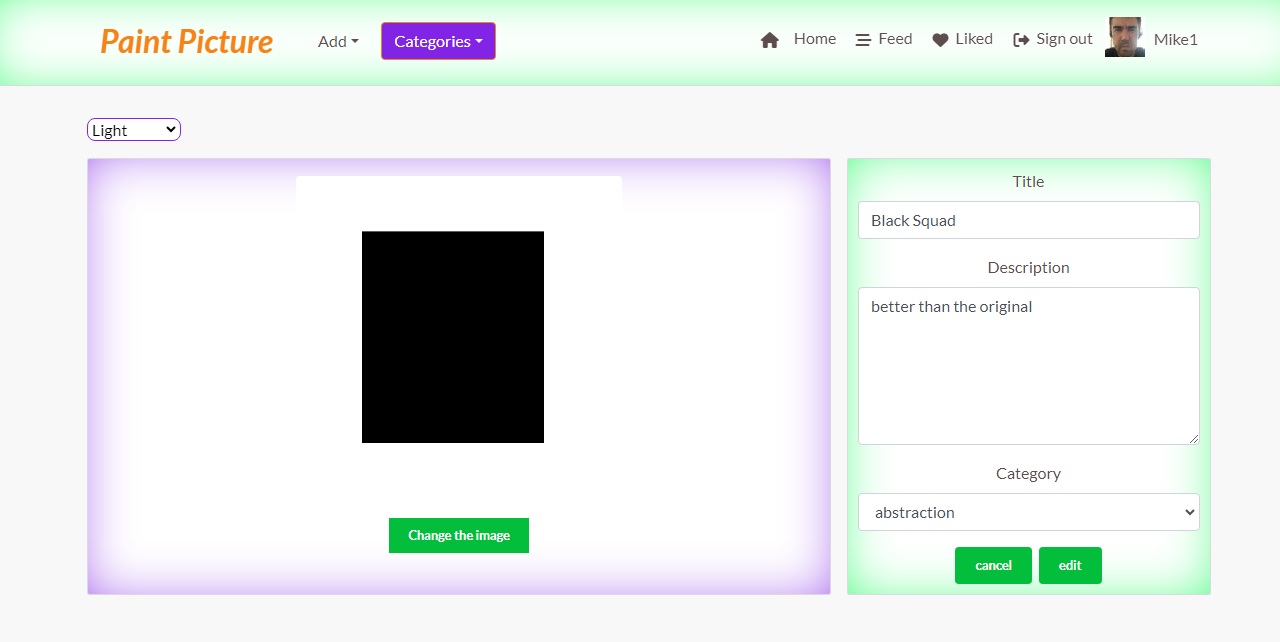 Paint Picture
Add
Categories
Home
Feed
Liked
Sign out
Mike1
Light
Title
Black Squad
Description
better than the original
Category
abstraction
Change the image
cancel
edit